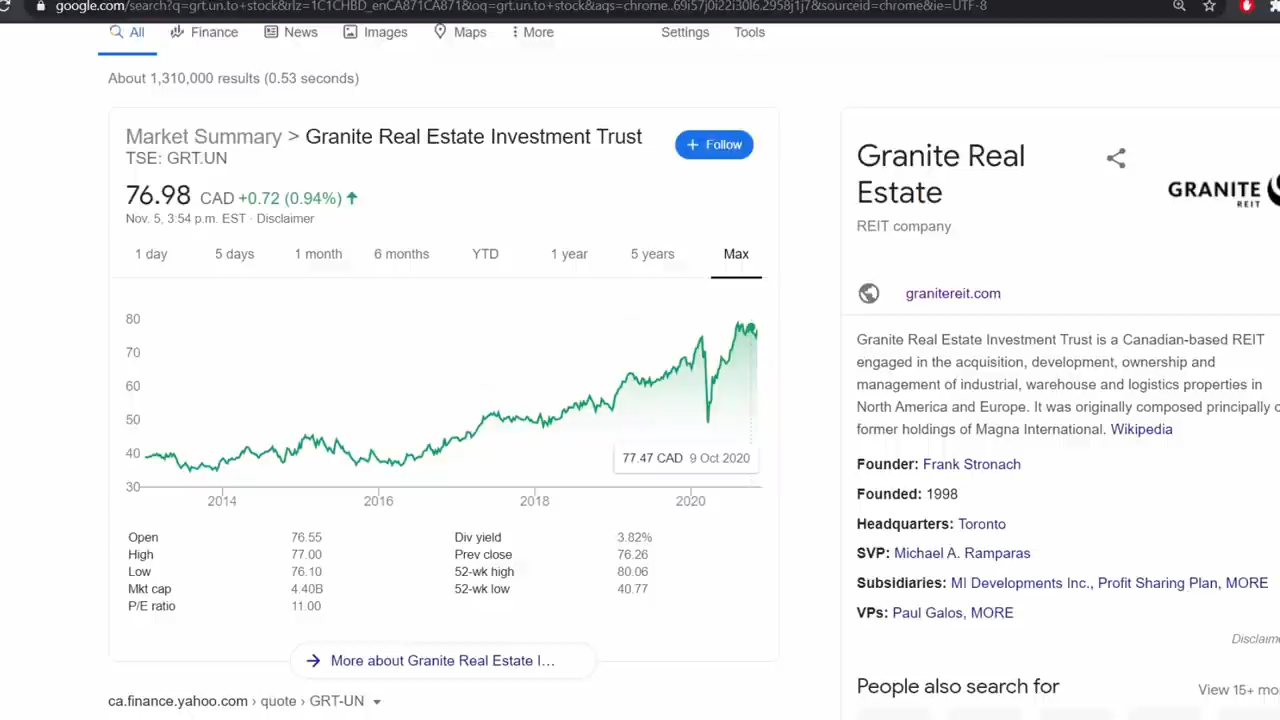 google.com/search?q=grt.un.to+stock&rlz=1C1CHBD_enCA871CA871&oq=grt.un.to+stock&aqs=chrome..69i57j0i22i30l6.2958j1j7&sourceid=chrome&ie=UTF-8
All Finance News Images Maps More Settings Tools
About 1,310,000 results (0.53 seconds)
Market Summary > Granite Real Estate Investment Trust
TSE: GRT.UN
+ Follow
76.98 CAD +0.72 (0.94%)
Nov. 5, 3:54 p.m. EST · Disclaimer
1 day 5 days 1 month 6 months YTD 1 year 5 years Max
80
70
60
50
40
30
77.47 CAD 9 Oct 2020
2014 2016 2018 2020
Open 76.55 Div yield 3.82%
High 77.00 Prev close 76.26
Low 76.10 52-wk high 80.06
Mkt cap 4.40B 52-wk low 40.77
P/E ratio 11.00
More about Granite Real Estate I…
ca.finance.yahoo.com › quote › GRT-UN
Granite Real
Estate
REIT company
GRANITE
REIT
granitereit.com
Granite Real Estate Investment Trust is a Canadian-based REIT
engaged in the acquisition, development, ownership and
management of industrial, warehouse and logistics properties in
North America and Europe. It was originally composed principally
former holdings of Magna International. Wikipedia
Founder: Frank Stronach
Founded: 1998
Headquarters: Toronto
SVP: Michael A. Ramparas
Subsidiaries: MI Developments Inc., Profit Sharing Plan, MORE
VPs: Paul Galos, MORE
Disclaim
People also search for
View 15+ mo